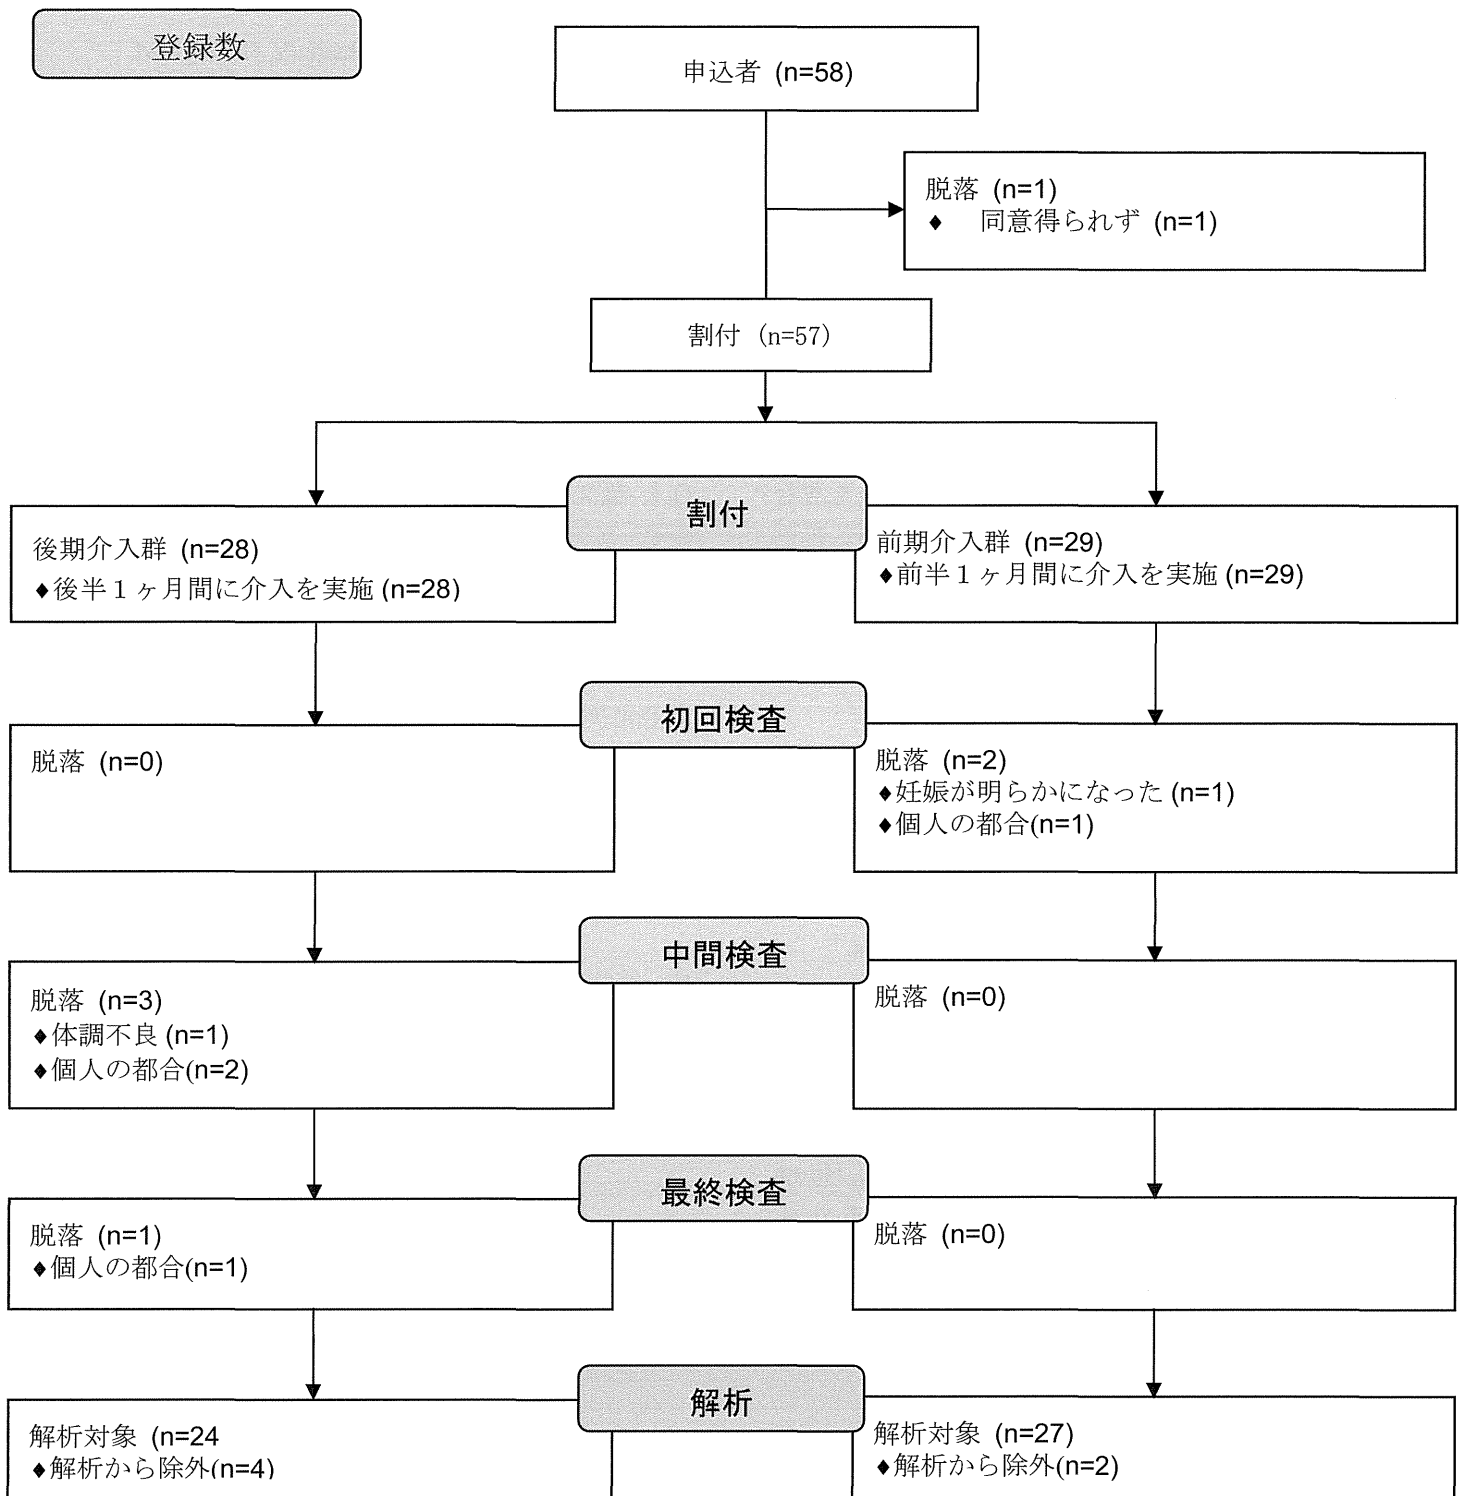 登録数
申込者 (n=58)
脱落 (n=1)
♦ 同意得られず (n=1)
割付 (n=57)
割付
後期介入群 (n=28)
♦後半１ヶ月間に介入を実施 (n=28)
前期介入群 (n=29)
♦前半１ヶ月間に介入を実施 (n=29)
初回検査
脱落 (n=0)
脱落 (n=2)
♦妊娠が明らかになった (n=1)
♦個人の都合(n=1)
中間検査
脱落 (n=3)
♦体調不良 (n=1)
♦個人の都合(n=2)
脱落 (n=0)
最終検査
脱落 (n=1)
♦個人の都合(n=1)
脱落 (n=0)
解析
解析対象 (n=24
♦解析から除外(n=4)
解析対象 (n=27)
♦解析から除外(n=2)